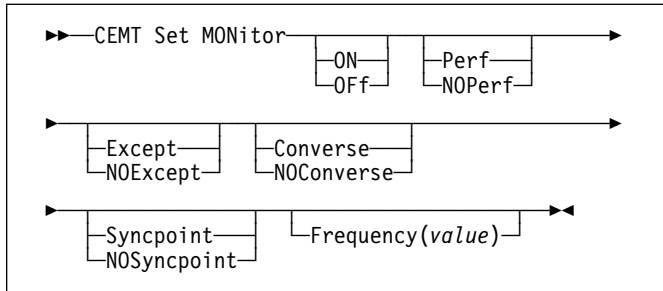 CEMT Set MONitor
ON Perf
OFf NOPerf
Except Converse
NOExcept NOConverse
Syncpoint Frequency(value)
NOSyncpoint